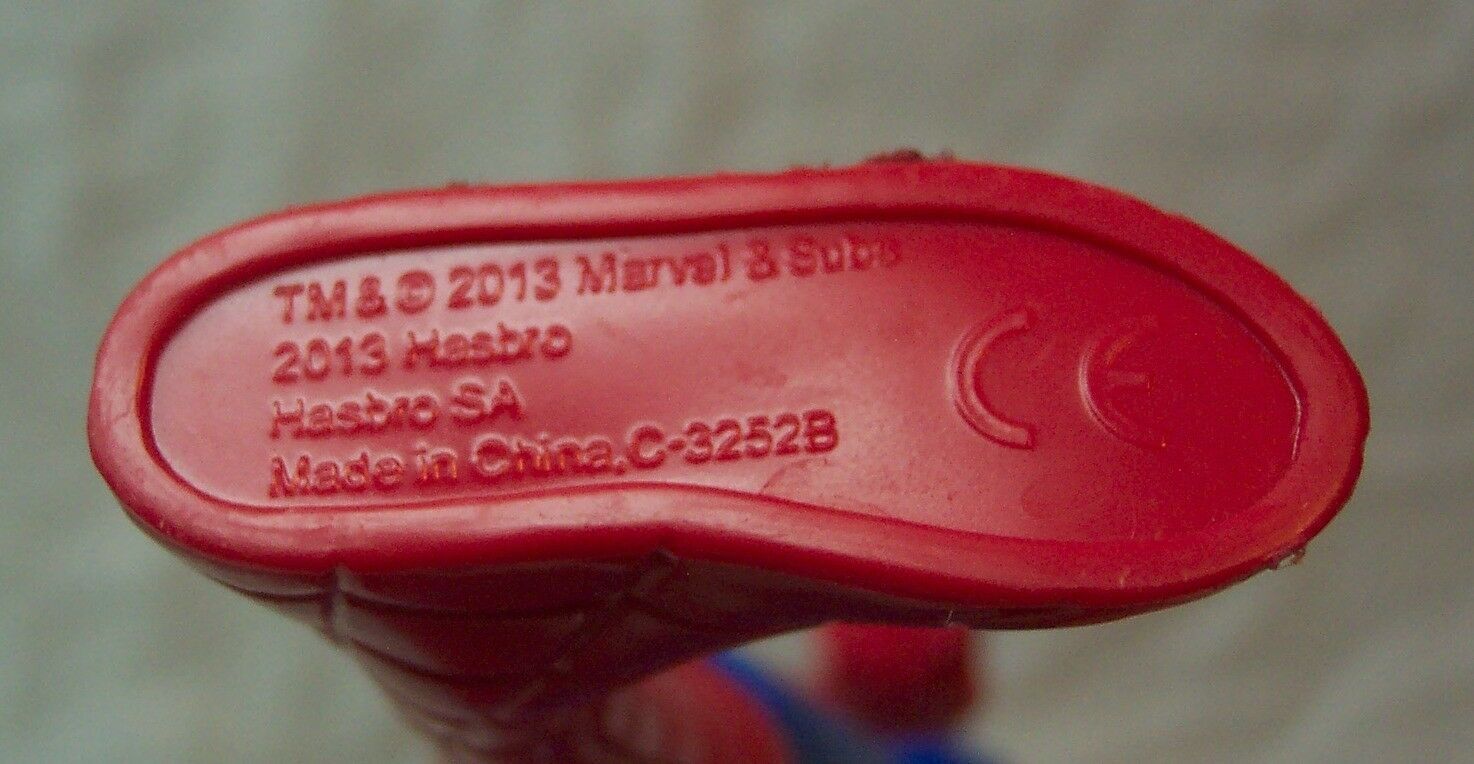 TM & © 2013 Marvel & Subs
2013 Hasbro
Hasbro SA
Made in China,C-3252B
CE